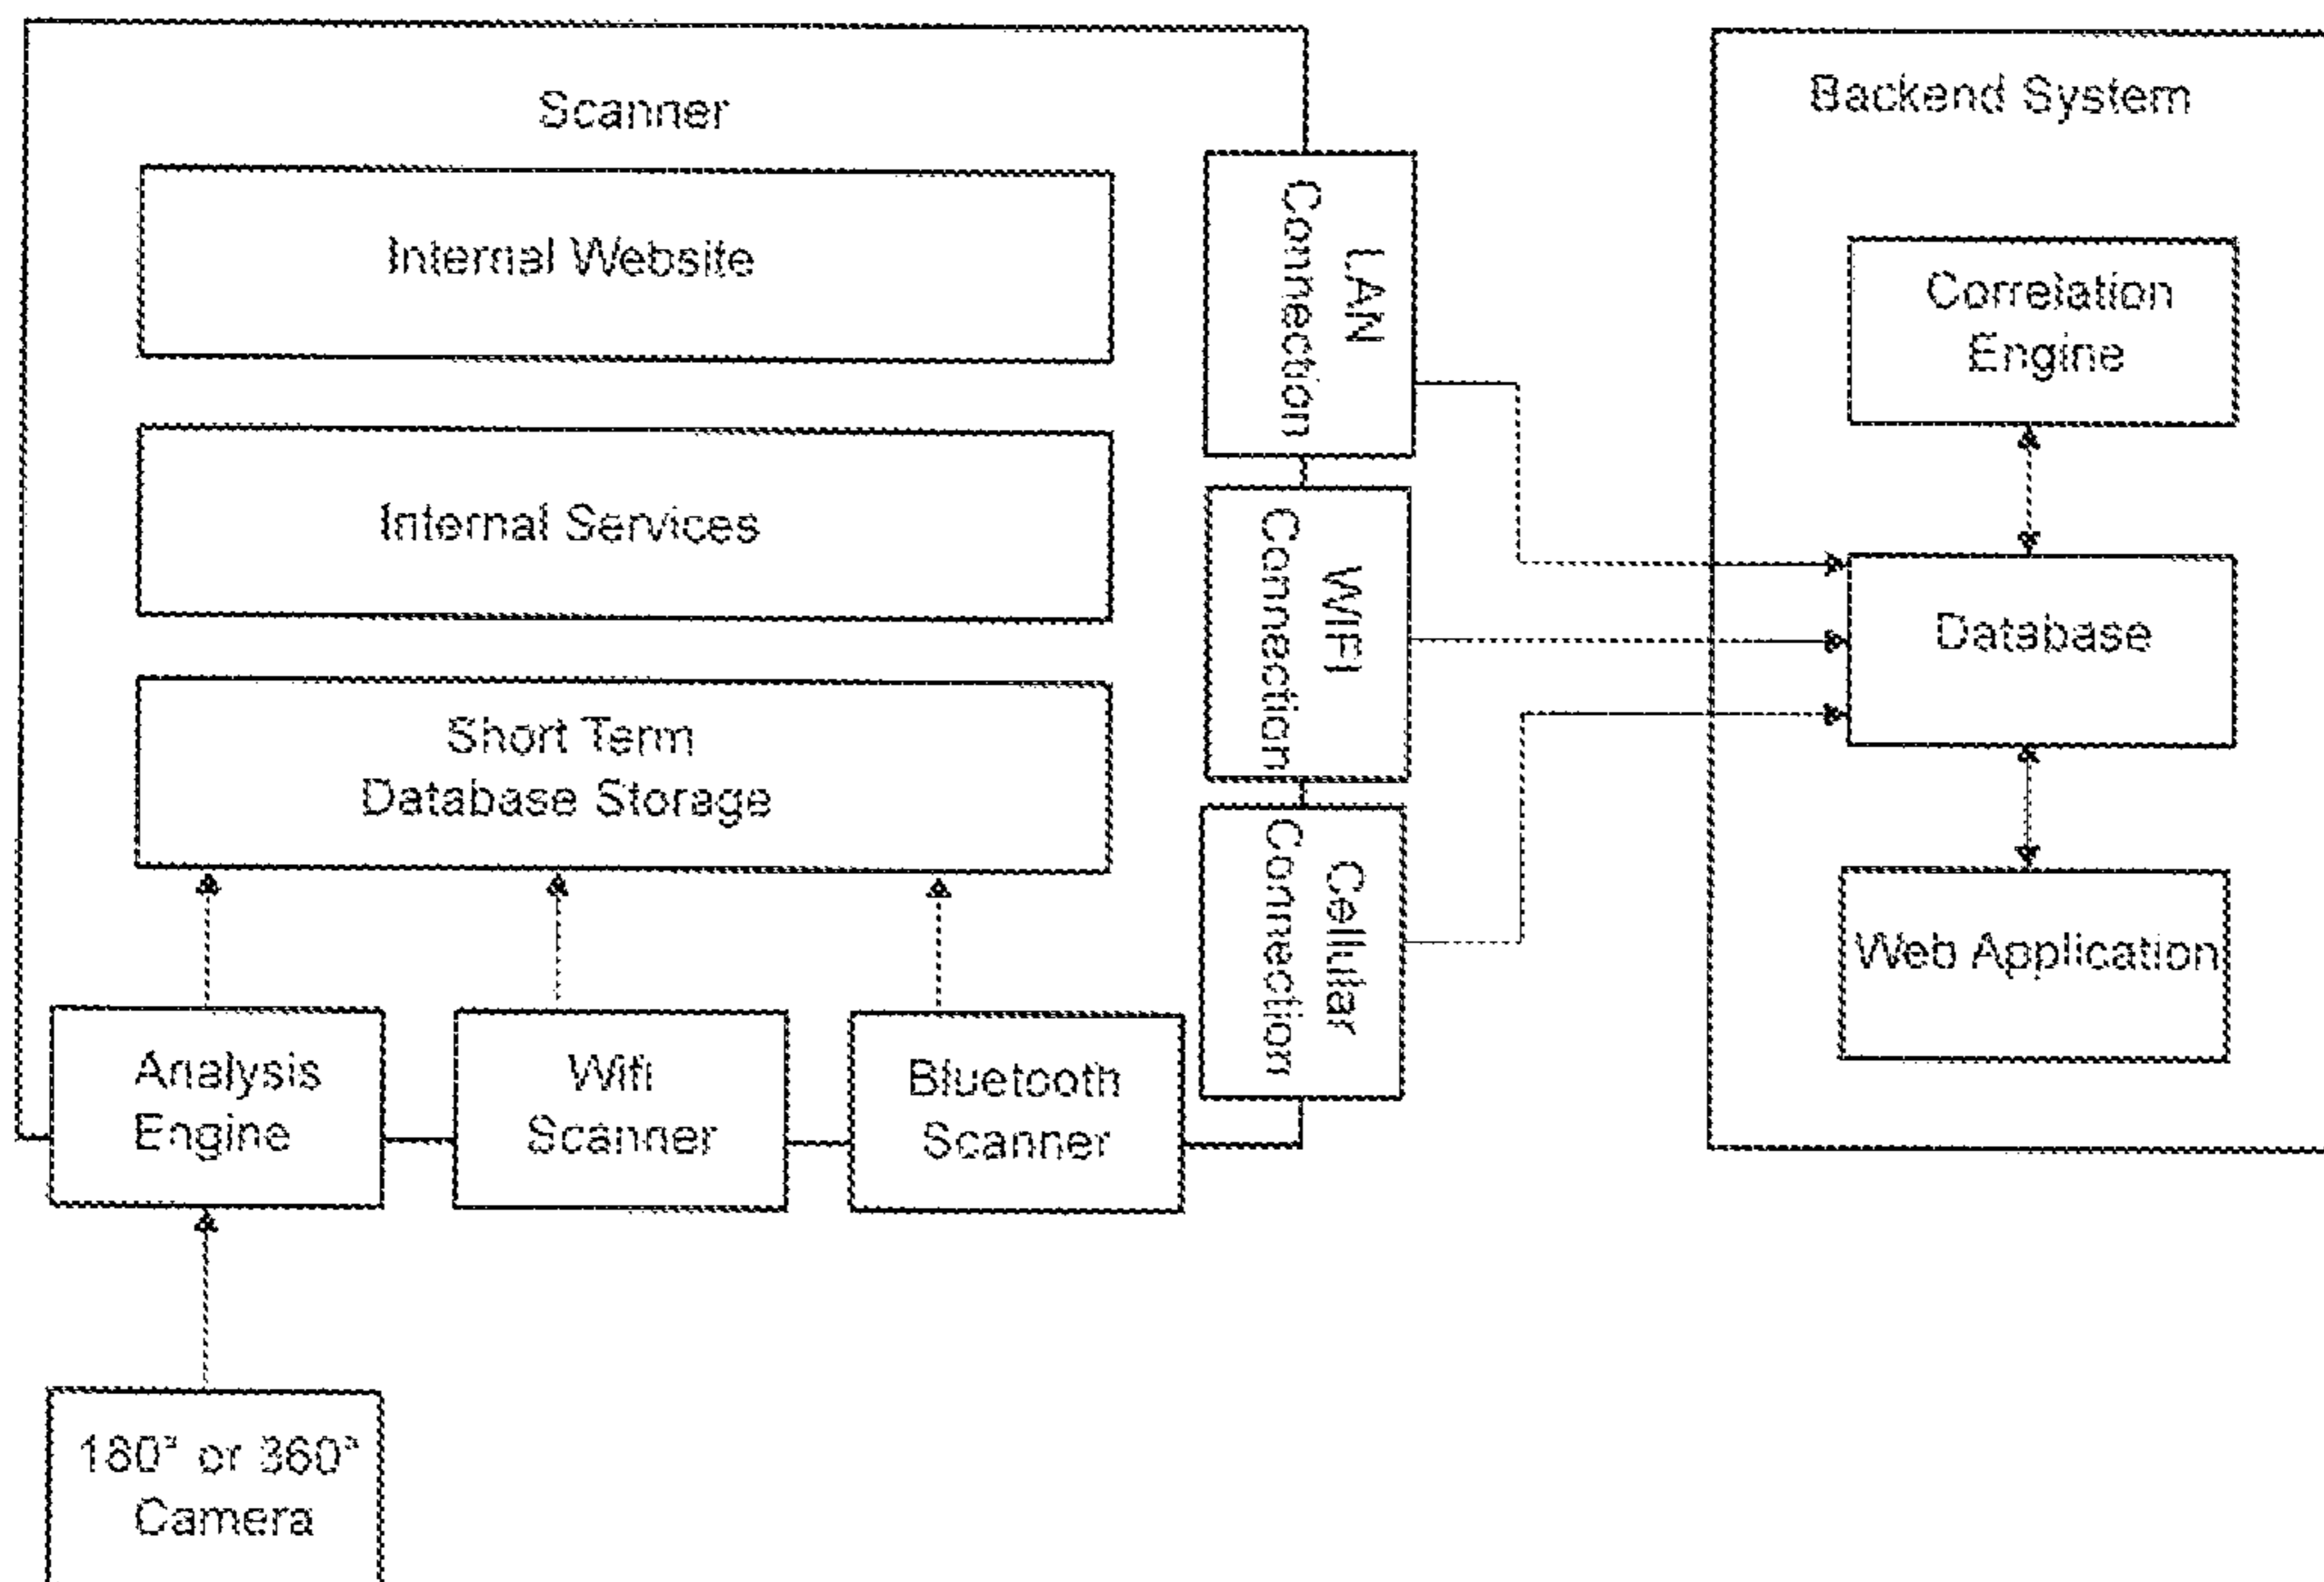 Scanner
Internal Website
Internal Services
Short Term
Database Storage
Analysis
Engine
Wifi
Scanner
Bluetooth
Scanner
180° or 360°
Camera
LAN
Connection
WIFI
Connection
Cellular
Connection
Backend System
Correlation
Engine
Database
Web Application